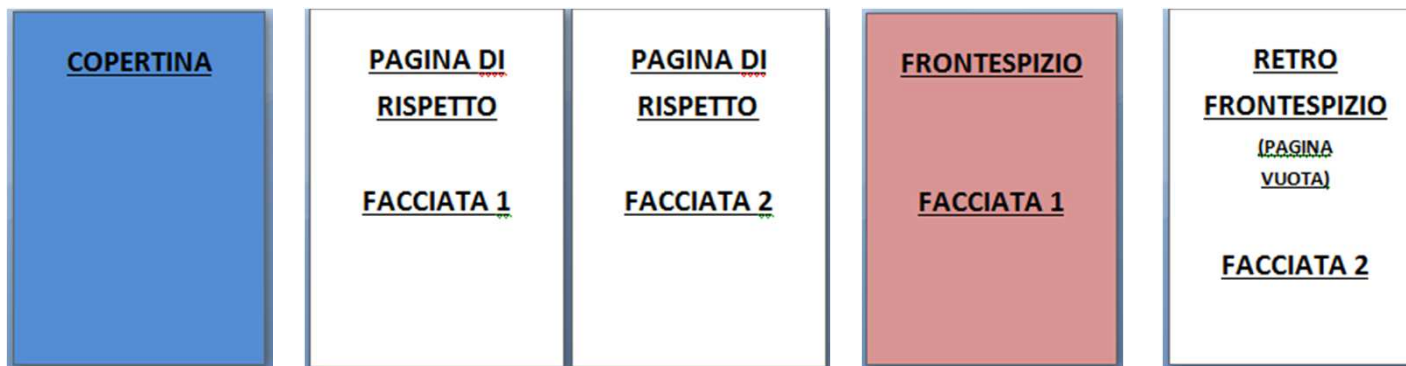 COPERTINA
PAGINA DI
RISPETTO
FACCIATA 1
PAGINA DI
RISPETTO
FACCIATA 2
FRONTESPIZIO
FACCIATA 1
RETRO
FRONTESPIZIO
(PAGINA
VUOTA)
FACCIATA 2